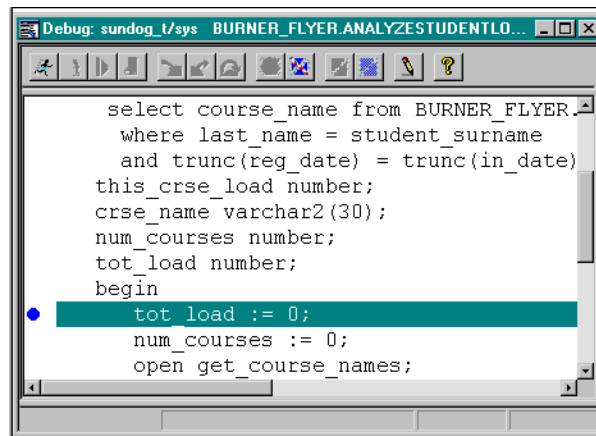 Debug: sundog_t/sys BURNER_FLYER.ANALYZESTUDENTLO...
select course_name from BURNER_FLYER.
where last_name = student_surname
and trunc(reg_date) = trunc(in_date)
this_crse_load number;
crse_name varchar2(30);
num_courses number;
tot_load number;
begin
tot_load := 0;
num_courses := 0;
open get_course_names;